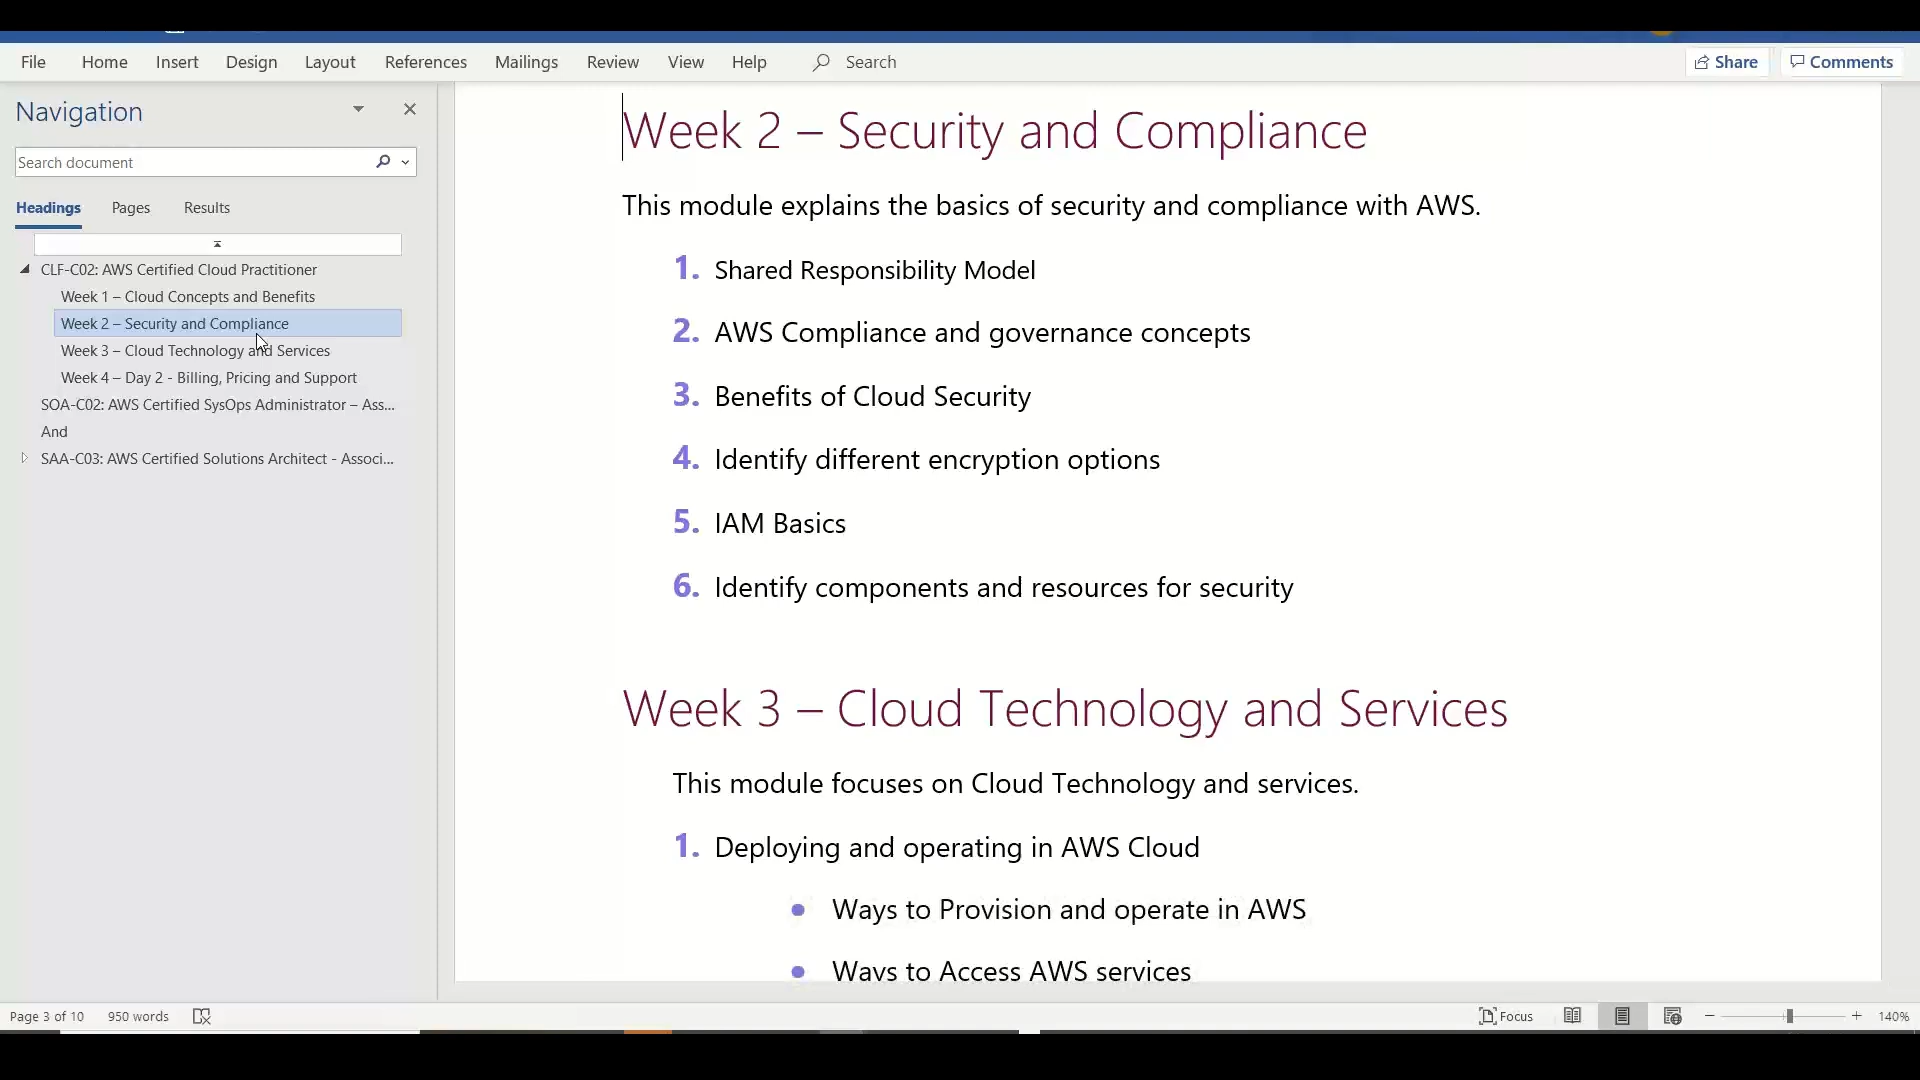 File Home Insert Design Layout References Mailings Review View Help Search Share Comments
Navigation
Search document
Headings Pages Results
CLF-C02: AWS Certified Cloud Practitioner
Week 1 – Cloud Concepts and Benefits
Week 2 – Security and Compliance
Week 3 – Cloud Technology and Services
Week 4 – Day 2 - Billing, Pricing and Support
SOA-C02: AWS Certified SysOps Administrator – Ass...
And
SAA-C03: AWS Certified Solutions Architect - Associ...
Week 2 – Security and Compliance
This module explains the basics of security and compliance with AWS.
1. Shared Responsibility Model
2. AWS Compliance and governance concepts
3. Benefits of Cloud Security
4. Identify different encryption options
5. IAM Basics
6. Identify components and resources for security
Week 3 – Cloud Technology and Services
This module focuses on Cloud Technology and services.
1. Deploying and operating in AWS Cloud
• Ways to Provision and operate in AWS
• Ways to Access AWS services
Page 3 of 10 950 words Focus 140%